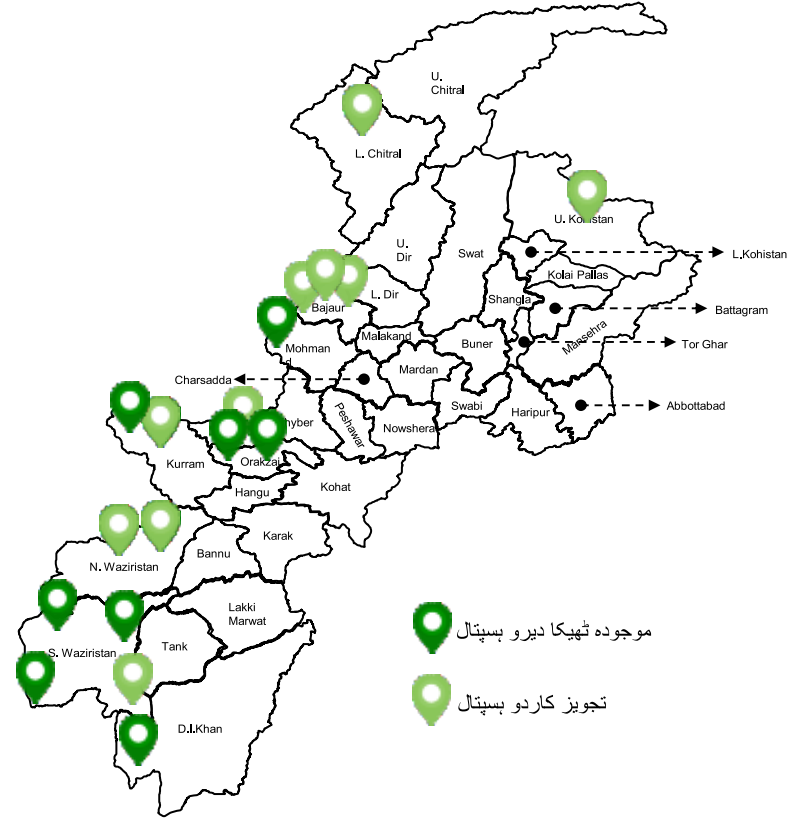 U.
Chitral
L. Chitral
U. Kohistan
U.
Dir
Swat
L.Kohistan
Kolai Pallas
L. Dir
Shangla
Bajaur
Battagram
Malakand
Buner
Mansehra
Tor Ghar
Mohman
d
Charsadda
Mardan
Swabi
Haripur
Abbottabad
Khyber
Peshawar
Nowshera
Orakzai
Kurram
Hangu
Kohat
Karak
Bannu
N. Waziristan
Lakki
Marwat
موجوده ٹھیکا دیرو ہسپتال
Tank
S. Waziristan
تجویز کاردو ہسپتال
D.I.Khan